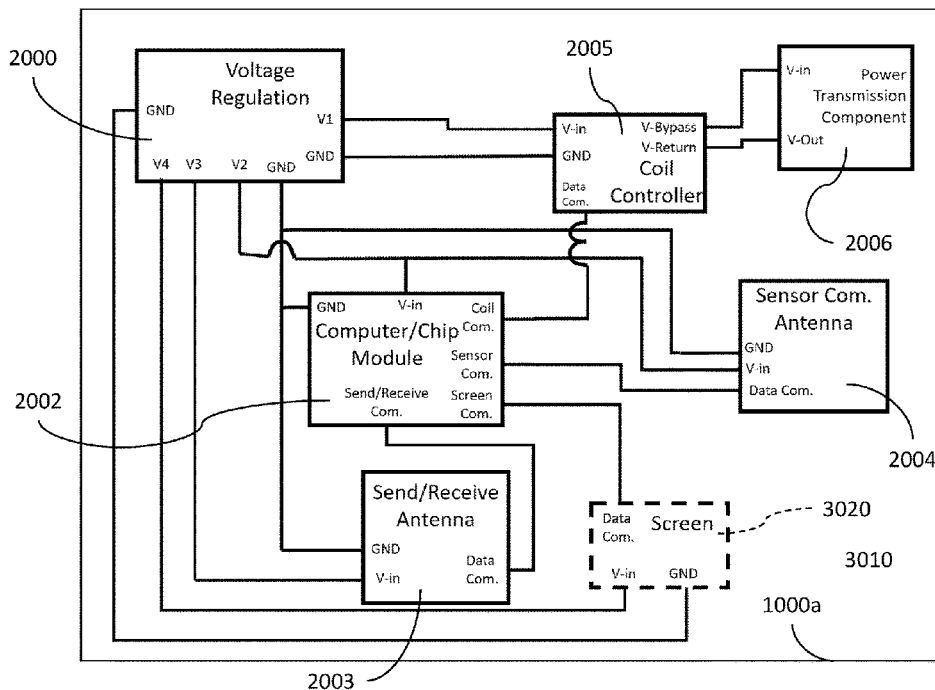 2000
Voltage
Regulation
GND
V1
GND
V4 V3 V2 GND
2005
V-in
V-Bypass
V-Return
GND
Coil
Controller
Data
Com.
V-in
Power
Transmission
Component
V-Out
2006
GND
V-in
Coil
Com.
Computer/Chip
Module
Sensor
Com.
Send/Receive
Com.
Screen
Com.
2002
Sensor Com.
Antenna
GND
V-in
Data Com.
2004
Send/Receive
Antenna
GND
V-in
Data
Com.
2003
Data
Com.
Screen
V-in GND
3020
3010
1000a